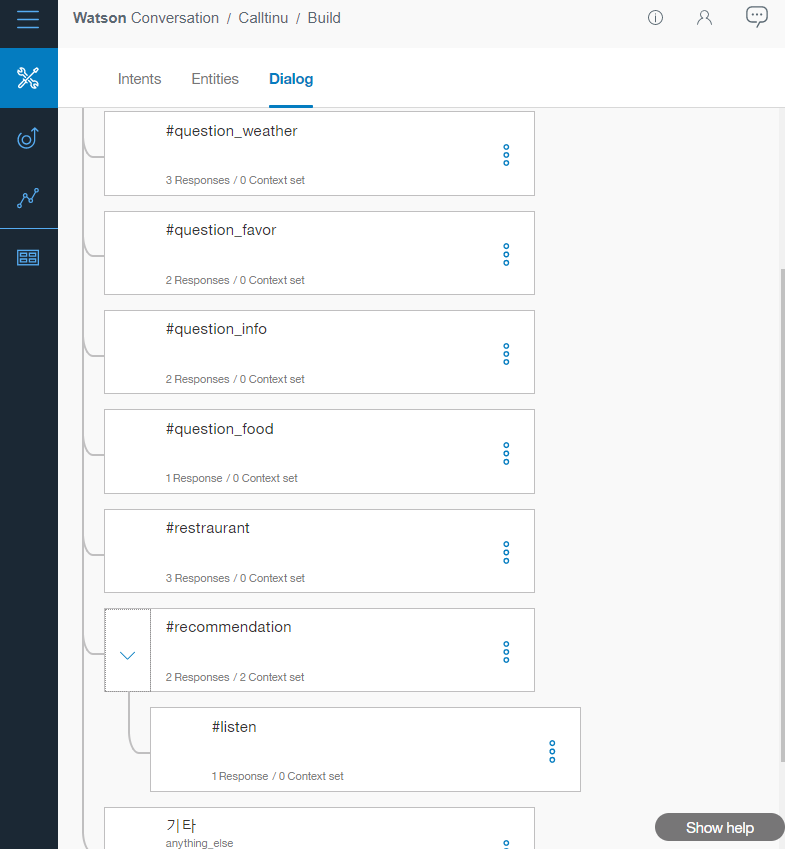 Watson Conversation / Calltinu / Build
Intents Entities Dialog
#question_weather
3 Responses / 0 Context set
#question_favor
2 Responses / 0 Context set
#question_info
2 Responses / 0 Context set
#question_food
1 Response / 0 Context set
#restraurant
3 Responses / 0 Context set
#recommendation
2 Responses / 2 Context set
#listen
1 Response / 0 Context set
기타
anything_else
Show help